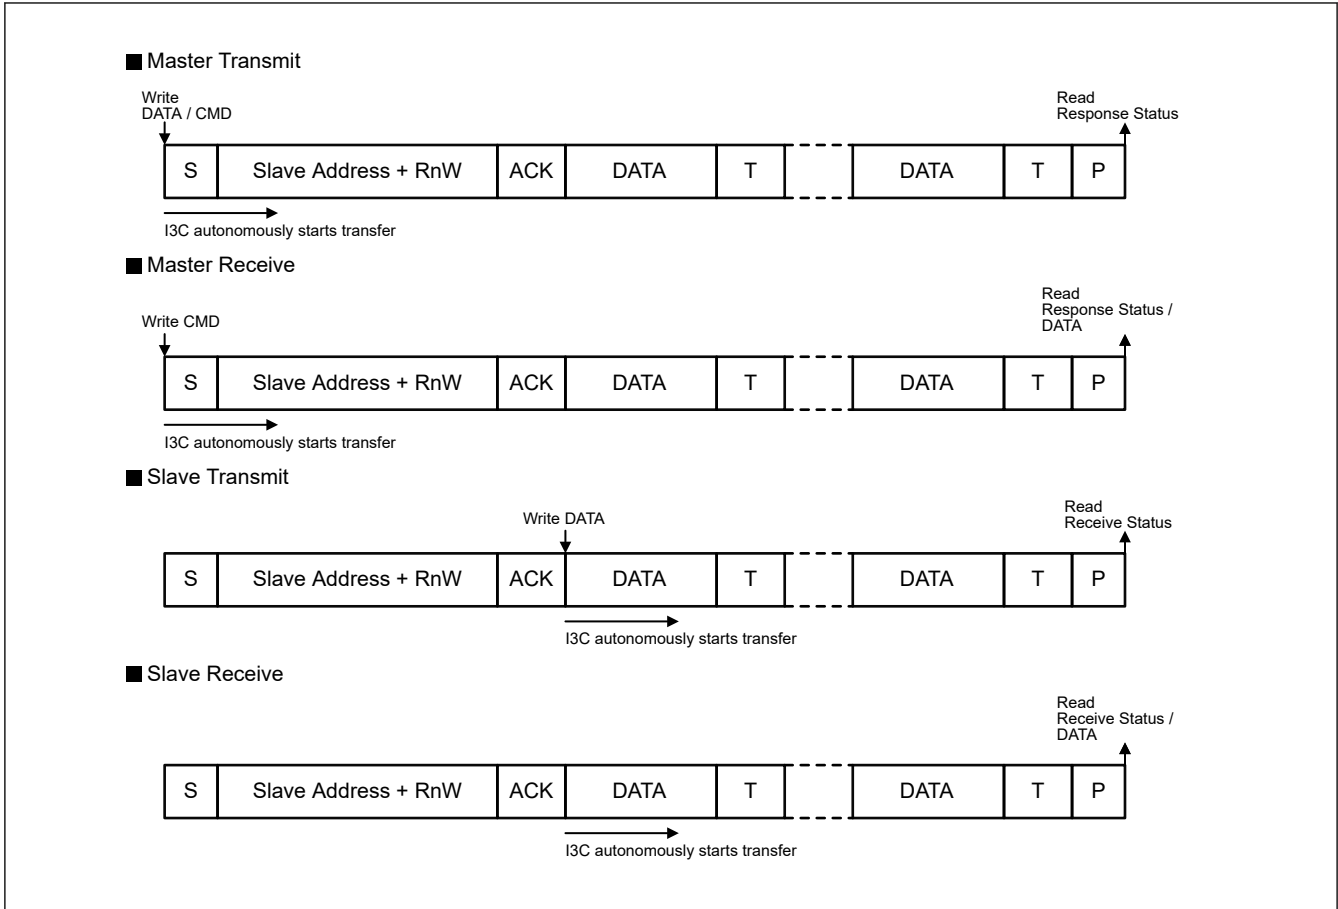 ■ Master Transmit
Write
DATA / CMD
Read
Response Status
S Slave Address + RnW ACK DATA T DATA T P
I3C autonomously starts transfer
■ Master Receive
Write CMD
Read
Response Status /
DATA
S Slave Address + RnW ACK DATA T DATA T P
I3C autonomously starts transfer
■ Slave Transmit
Write DATA
Read
Receive Status
S Slave Address + RnW ACK DATA T DATA T P
I3C autonomously starts transfer
■ Slave Receive
Read
Receive Status /
DATA
S Slave Address + RnW ACK DATA T DATA T P
I3C autonomously starts transfer